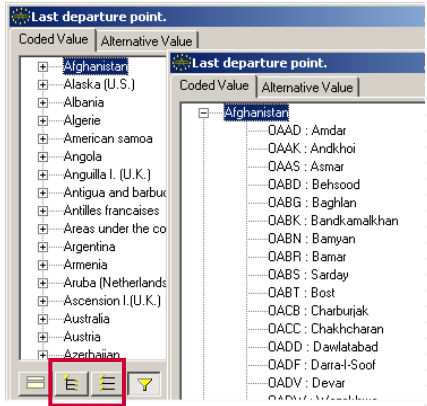 Last departure point.
Coded Value Alternative Value
Afghanistan
Alaska (U.S.)
Albania
Algerie
American samoa
Angola
Anguilla I. (U.K.)
Antigua and
Antilles francaises
Areas under the
Argentina
Armenia
Aruba (Netherlands
Ascension I.(U.K.)
Australia
Austria
Azerbaijan
Last departure point.
Coded Value Alternative Value
Afghanistan
OAAD : Amdar
OAAK : Andkhoi
OAAS : Asmar
OABD : Behsood
OABG : Baghlan
OABK : Bandkamalkhan
OABN : Bamyan
OABR : Bamar
OABS : Sarday
OABT : Bost
OACB : Charburjak
OACC : Chakhcharan
OADD : Dawlatabad
OADF : Darra-I-Soof
OADV : Devar